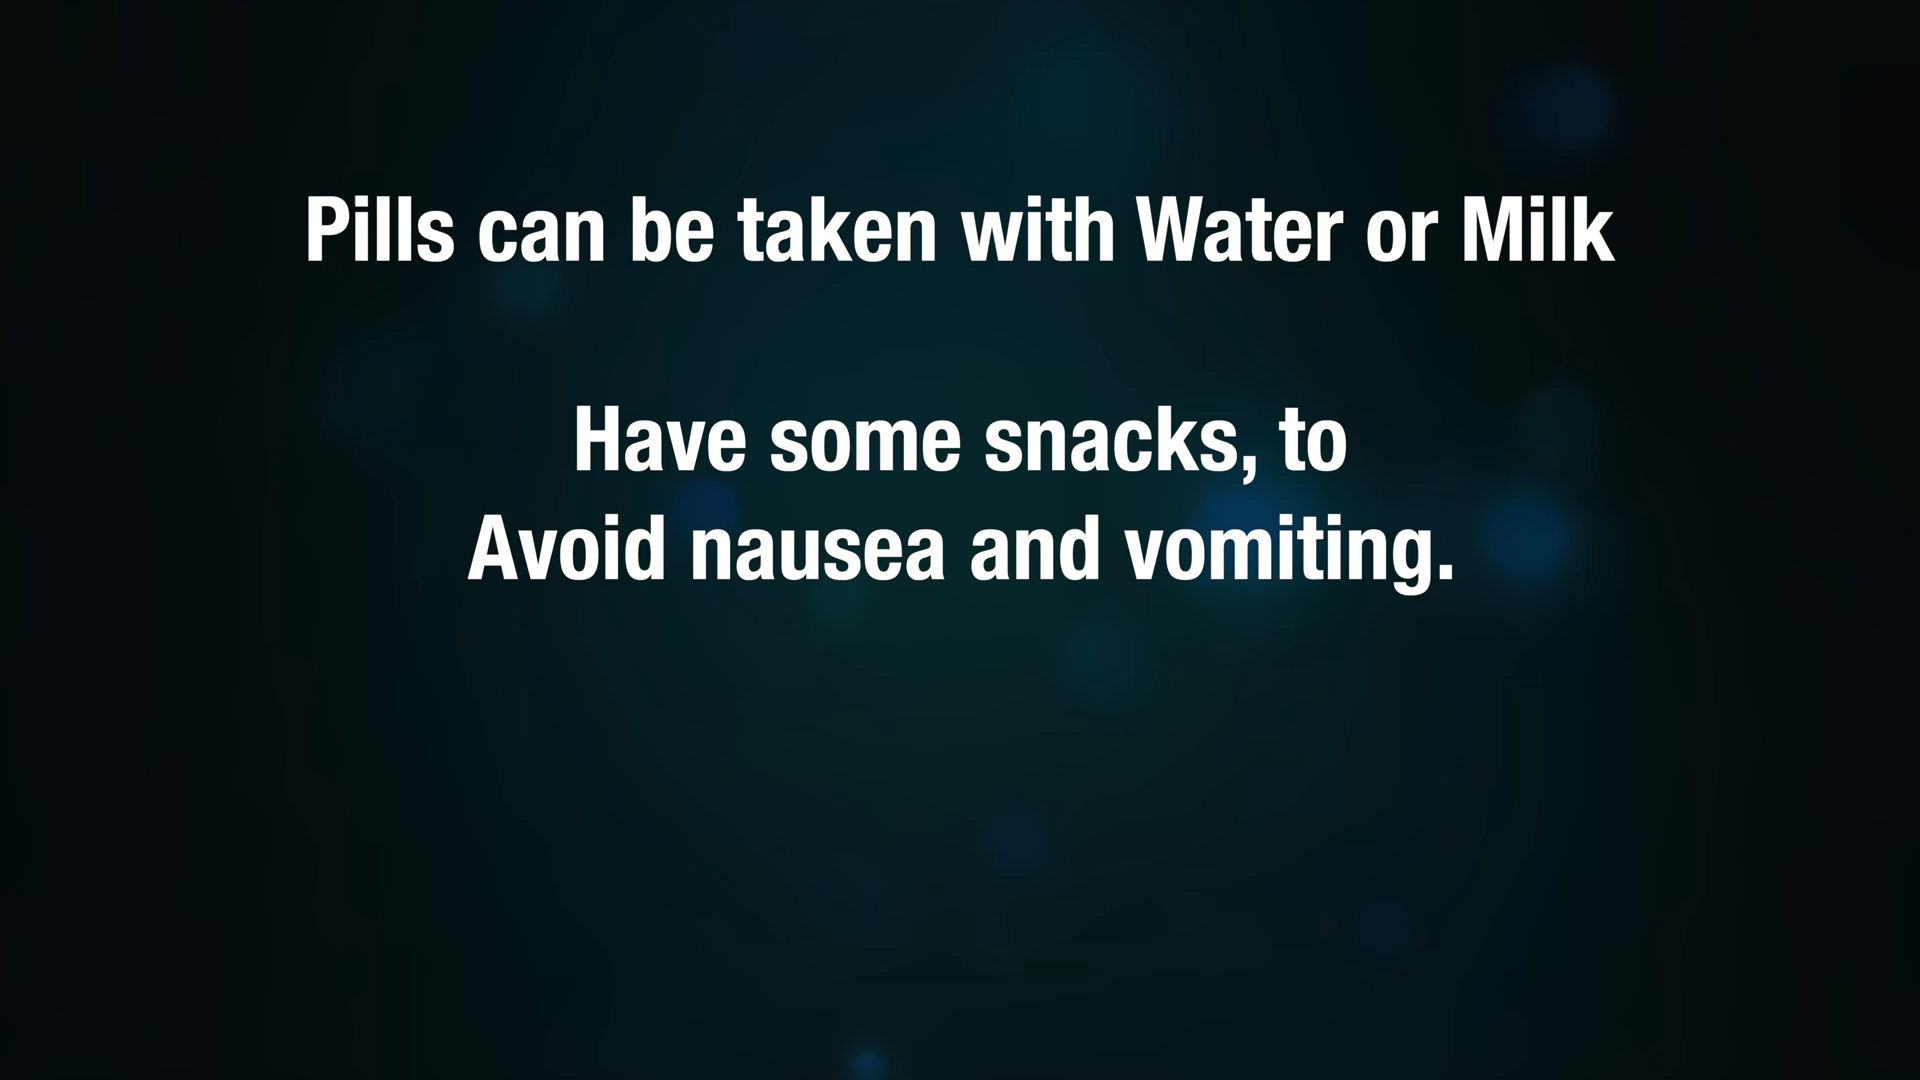 Pills can be taken with Water or Milk
Have some snacks, to
Avoid nausea and vomiting.